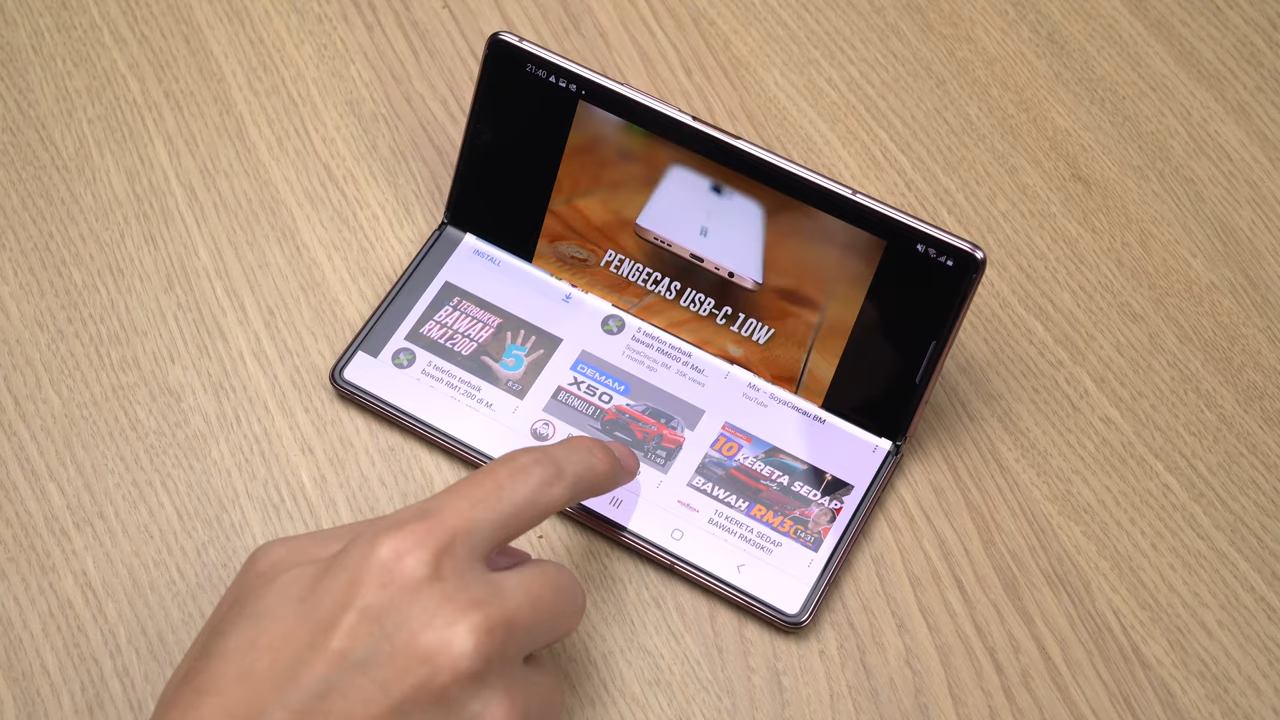 21:40
PENGECAS USB-C 10W
INSTALL
5 TERBAIKKK
BAWAH
RM1200
5
8:27
5 telefon terbaik
bawah RM1,200 di M...
5 telefon terbaik
bawah RM600 di Mal...
SoyaCincau BM · 35K views
1 month ago
DEMAM
X50
BERMULA !
11:49
Mix - SoyaCincau BM
YouTube
10 KERETA SEDAP
BAWAH RM30
14:31
10 KERETA SEDAP
BAWAH RM30K!!!